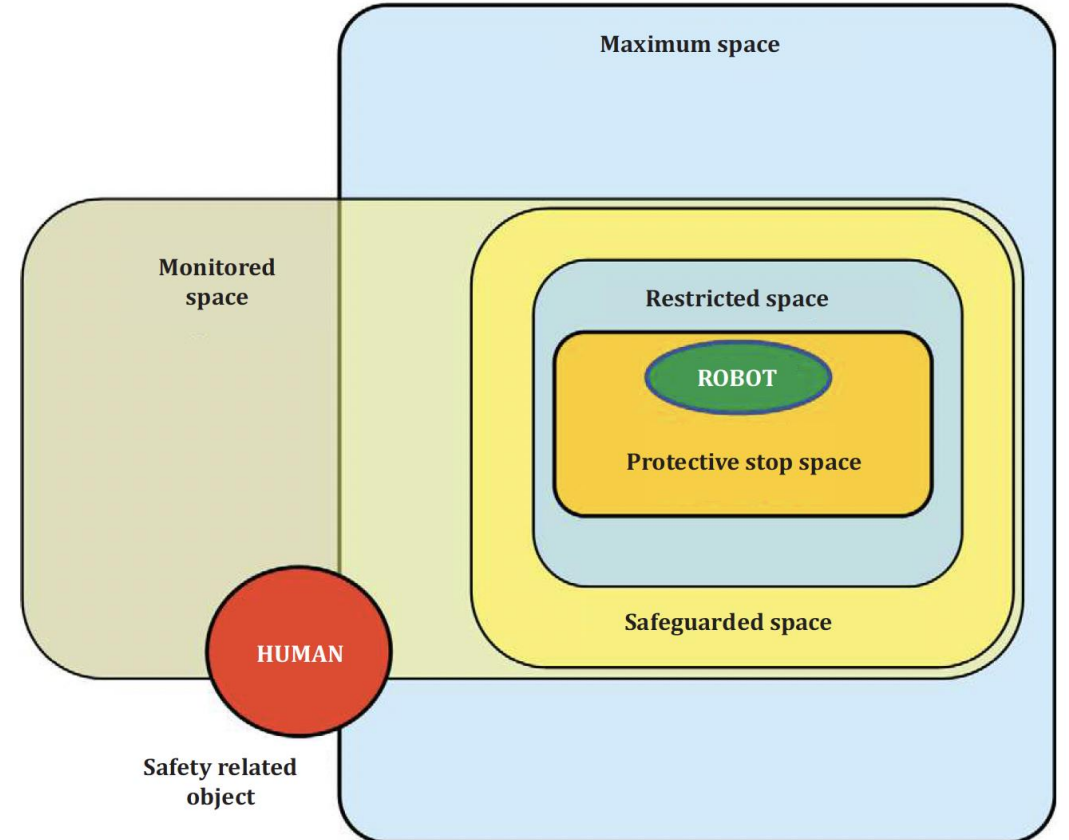 Maximum space
Monitored
space
Restricted space
ROBOT
Protective stop space
Safeguarded space
HUMAN
Safety related
object